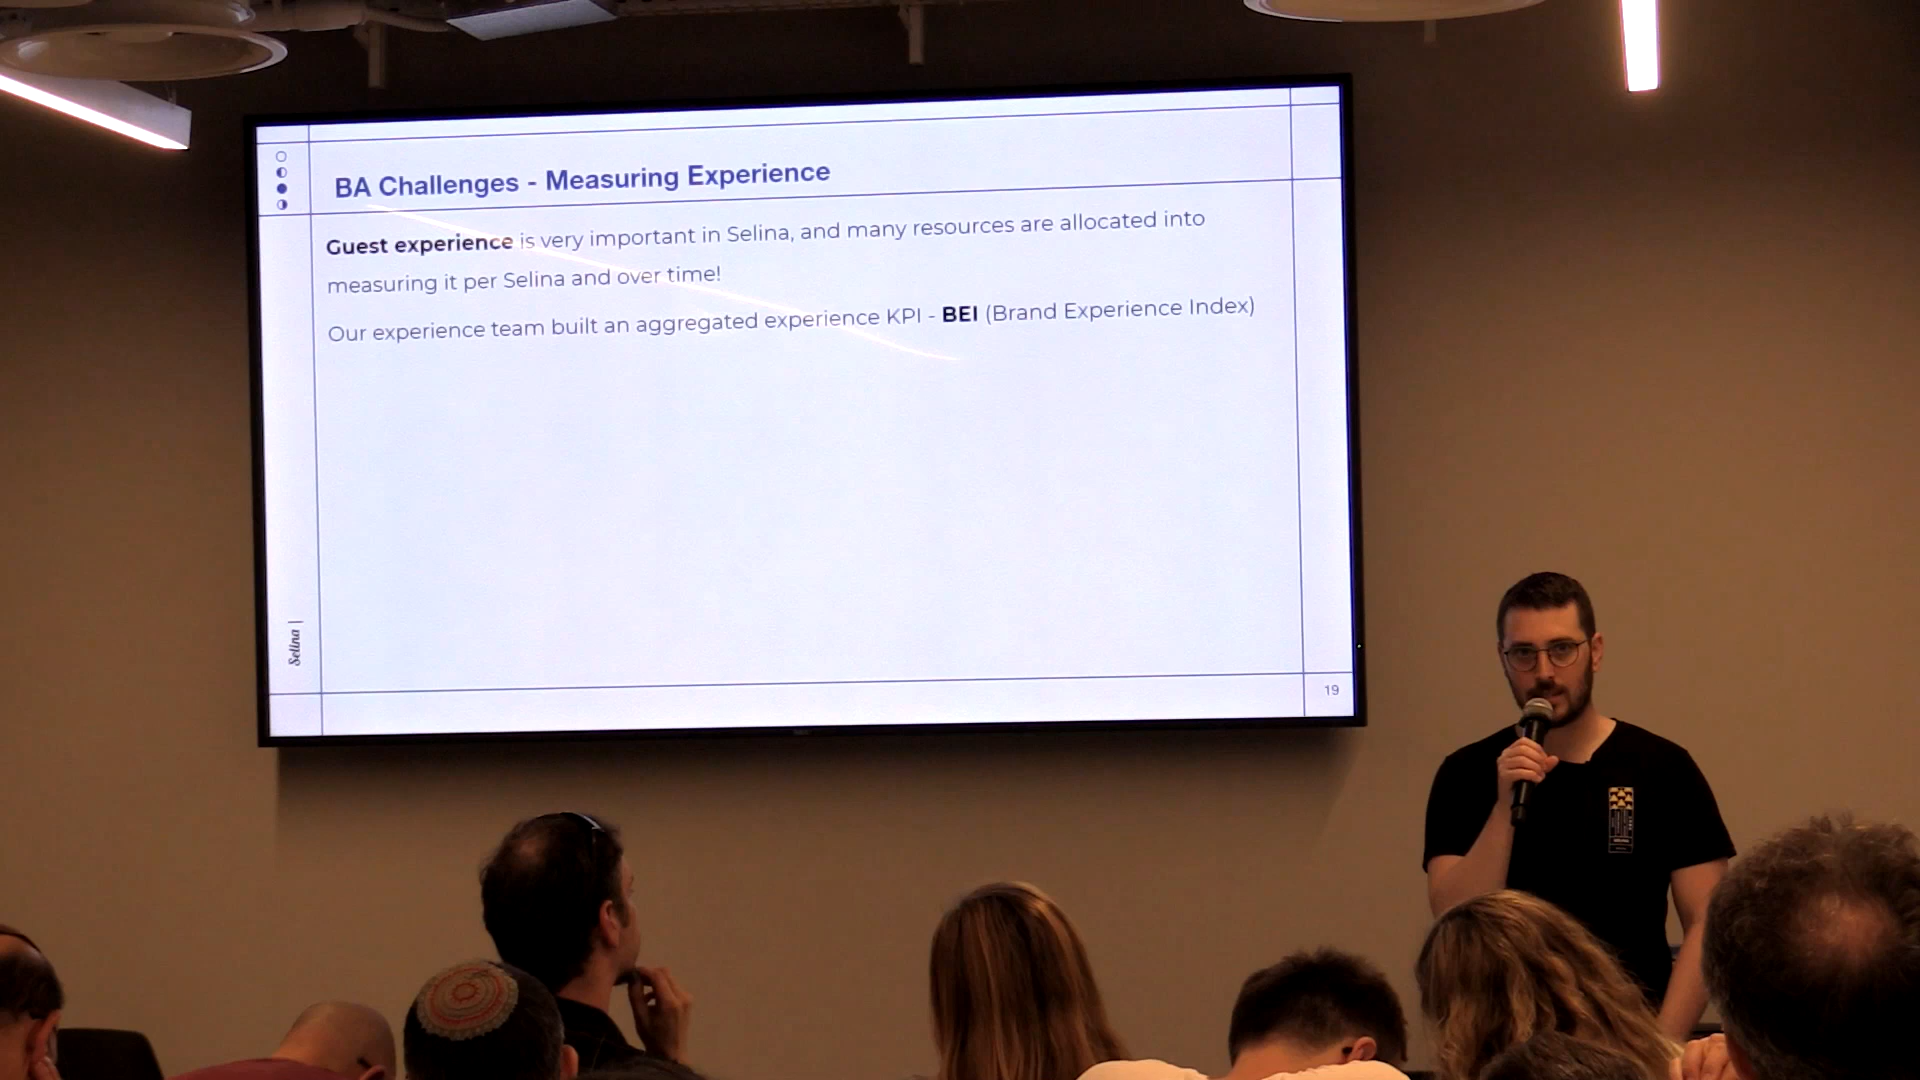 BA Challenges - Measuring Experience
Guest experience is very important in Selina, and many resources are allocated into
measuring it per Selina and over time!
Our experience team built an aggregated experience KPI - BEI (Brand Experience Index)
Selina |
19